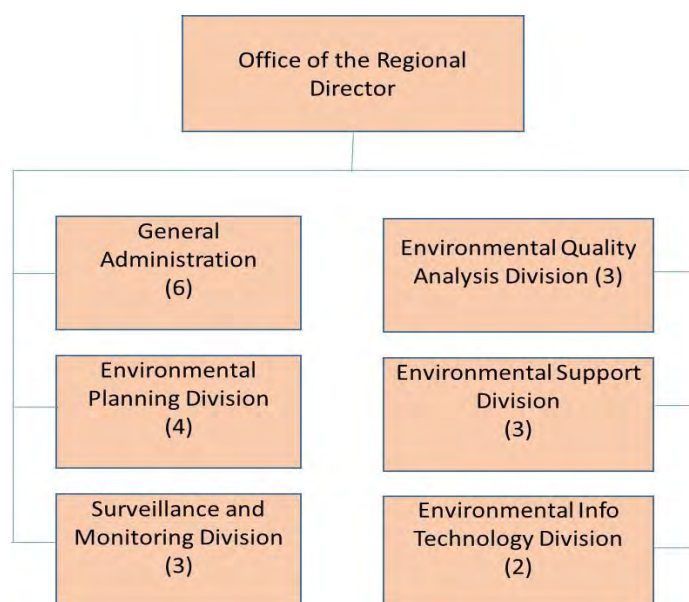 Office of the Regional
Director
General
Administration
(6)
Environmental
Planning Division
(4)
Surveillance and
Monitoring Division
(3)
Environmental Quality
Analysis Division (3)
Environmental Support
Division
(3)
Environmental Info
Technology Division
(2)